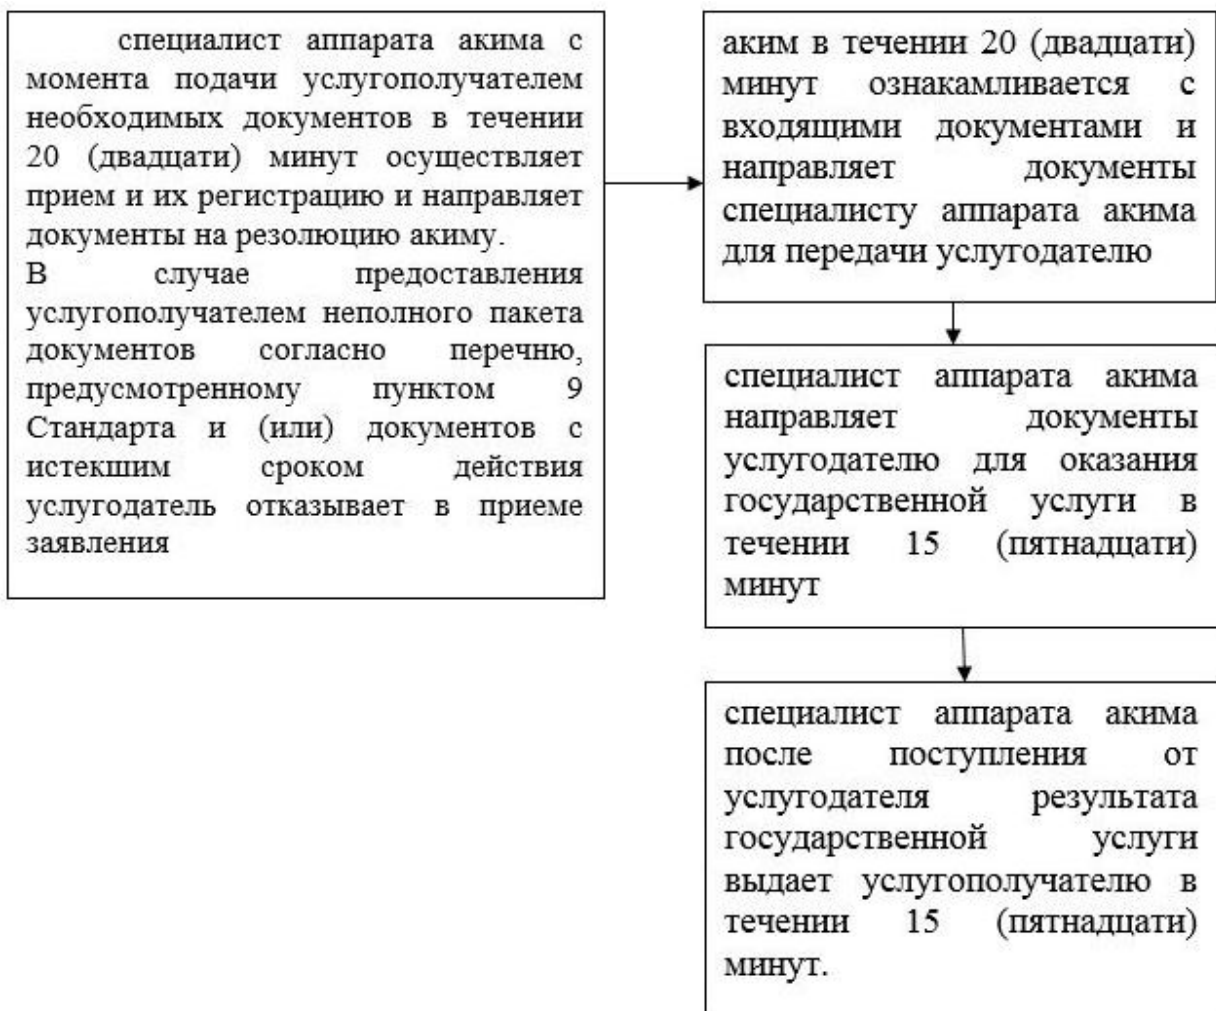 специалист аппарата акима с
момента подачи услугополучателем
необходимых документов в течении
20 (двадцати) минут осуществляет
прием и их регистрацию и направляет
документы на резолюцию акиму.
В случае предоставления
услугополучателем неполного пакета
документов согласно перечню,
предусмотренному пунктом 9
Стандарта и (или) документов с
истекшим сроком действия
услугодатель отказывает в приеме
заявления
аким в течении 20 (двадцати)
минут ознакамливается с
входящими документами и
направляет документы
специалисту аппарата акима
для передачи услугодателю
специалист аппарата акима
направляет документы
услугодателю для оказания
государственной услуги в
течении 15 (пятнадцати)
минут
специалист аппарата акима
после поступления от
услугодателя результата
государственной услуги
выдает услугополучателю в
течении 15 (пятнадцати)
минут.